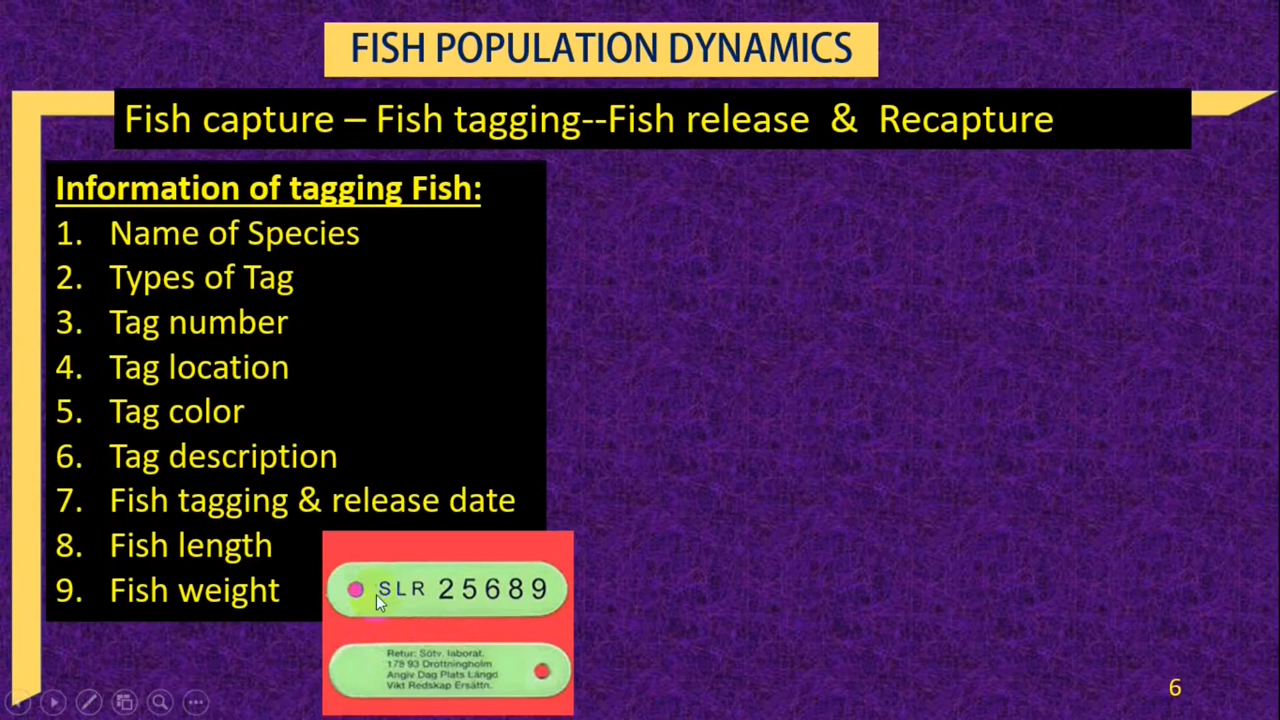 FISH POPULATION DYNAMICS
Fish capture – Fish tagging--Fish release & Recapture
Information of tagging Fish:
1. Name of Species
2. Types of Tag
3. Tag number
4. Tag location
5. Tag color
6. Tag description
7. Fish tagging & release date
8. Fish length
9. Fish weight
SLR 25689
Retur: Sötv. laborat.
178 93 Drottningholm
Angiv Dag Plats Längd
Vikt Redskap Ersättn.
6